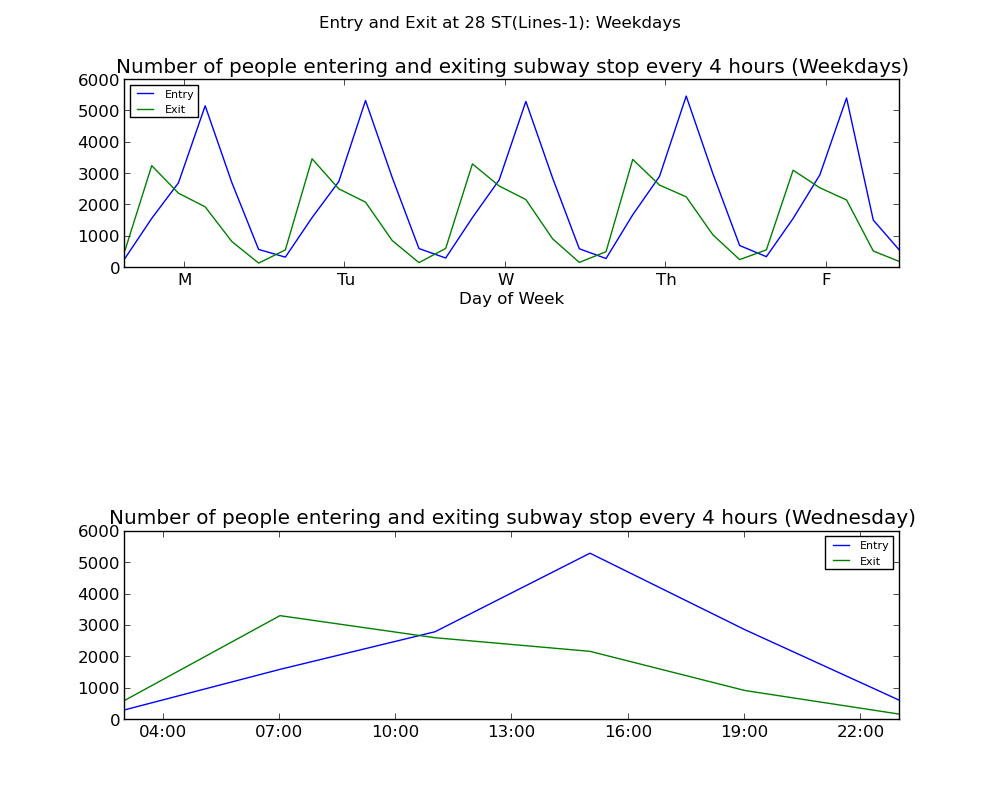 Entry and Exit at 28 ST(Lines-1): Weekdays
Number of people entering and exiting subway stop every 4 hours (Weekdays)
6000
5000
4000
3000
2000
1000
0
Entry
Exit
M Tu W Th F
Day of Week
Number of people entering and exiting subway stop every 4 hours (Wednesday)
6000
5000
4000
3000
2000
1000
0
Entry
Exit
04:00 07:00 10:00 13:00 16:00 19:00 22:00